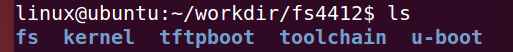 linux@ubuntu:~/workdir/fs4412$ ls
fs  kernel  tftpboot  toolchain  u-boot